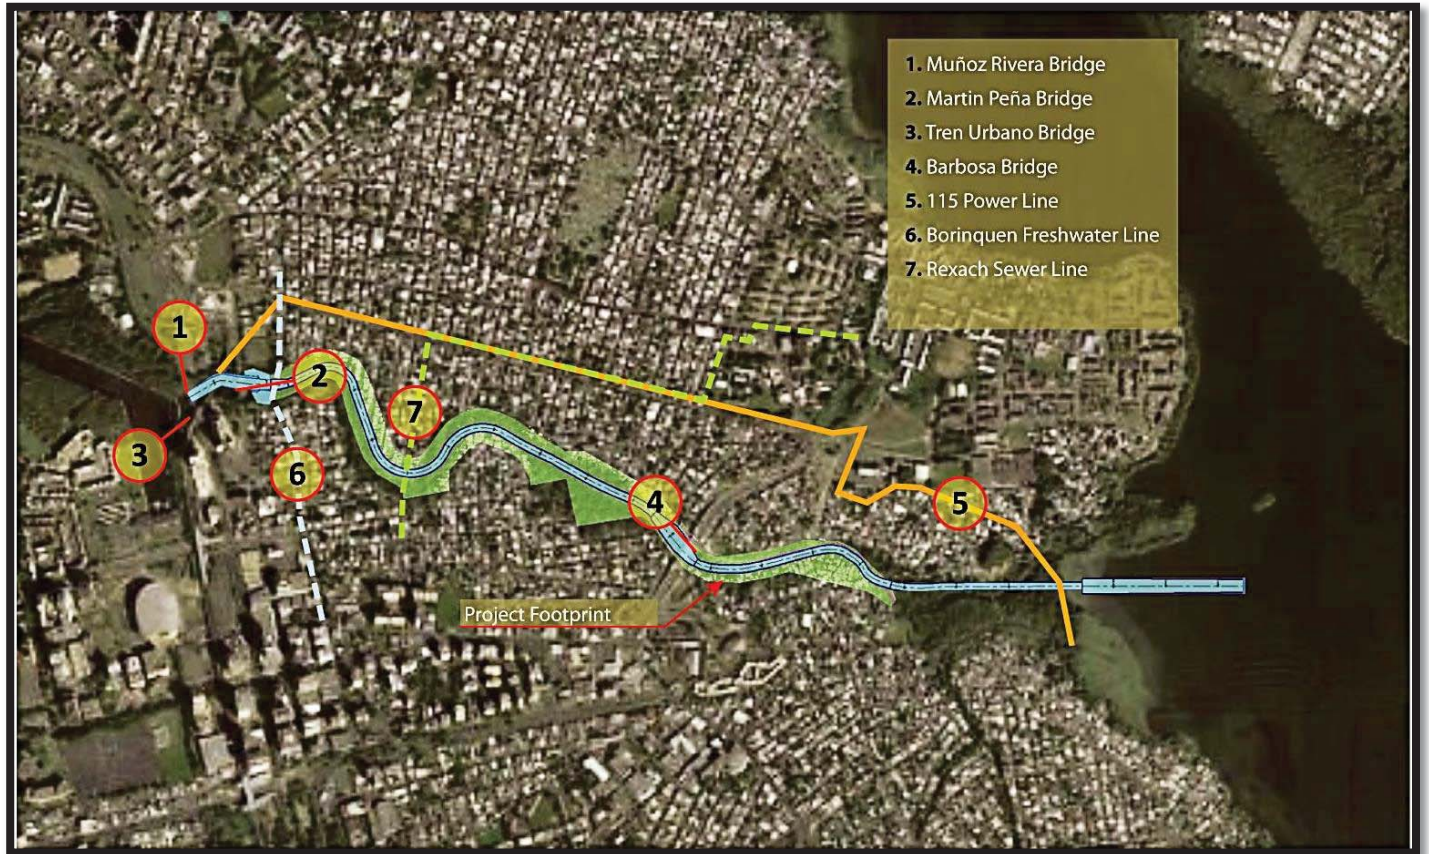 1. Muñoz Rivera Bridge
2. Martin Peña Bridge
3. Tren Urbano Bridge
4. Barbosa Bridge
5. 115 Power Line
6. Borinquen Freshwater Line
7. Rexach Sewer Line
1
2
7
3
6
4
5
Project Footprint